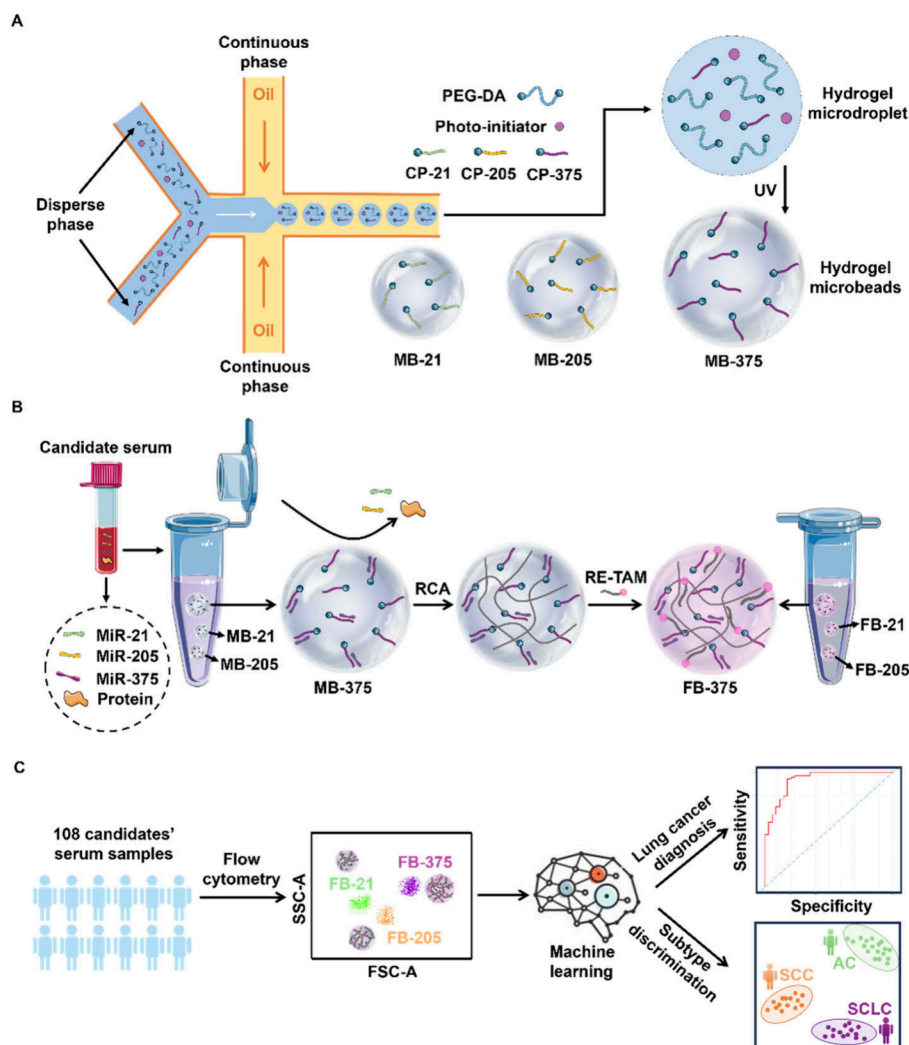 A
Continuous
phase
Oil
Disperse
phase
Oil
Continuous
phase
PEG-DA
Photo-initiator
CP-21 CP-205 CP-375
Hydrogel
microdroplet
UV
Hydrogel
microbeads
MB-21
MB-205
MB-375
B
Candidate serum
MiR-21
MiR-205
MiR-375
Protein
MB-21
MB-205
MB-375
RCA
RE-TAM
FB-375
FB-21
FB-205
C
108 candidates'
serum samples
Flow
cytometry
SSC-A
FB-375
FB-21
FB-205
FSC-A
Machine
learning
Lung cancer
diagnosis
Subtype
discrimination
Sensitivity
Specificity
AC
SCC
SCLC